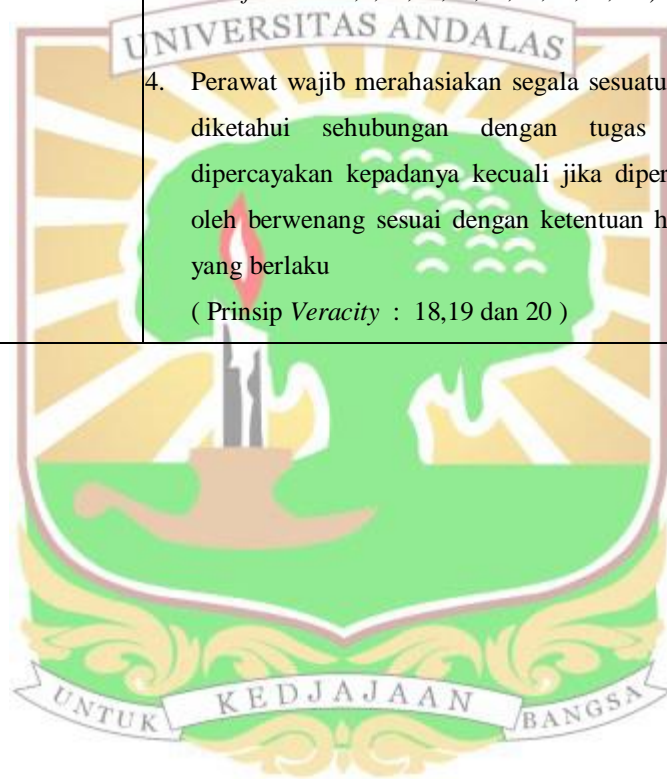 UNIVERSITAS ANDALAS
4. Perawat wajib merahasiakan segala sesuatu
diketahui sehubungan dengan tugas
dipercayakan kepadanya kecuali jika
oleh berwenang sesuai dengan ketentuan
yang berlaku
( Prinsip Veracity : 18,19 dan 20 )
UNTUK KEDJAJAAN BANGSA